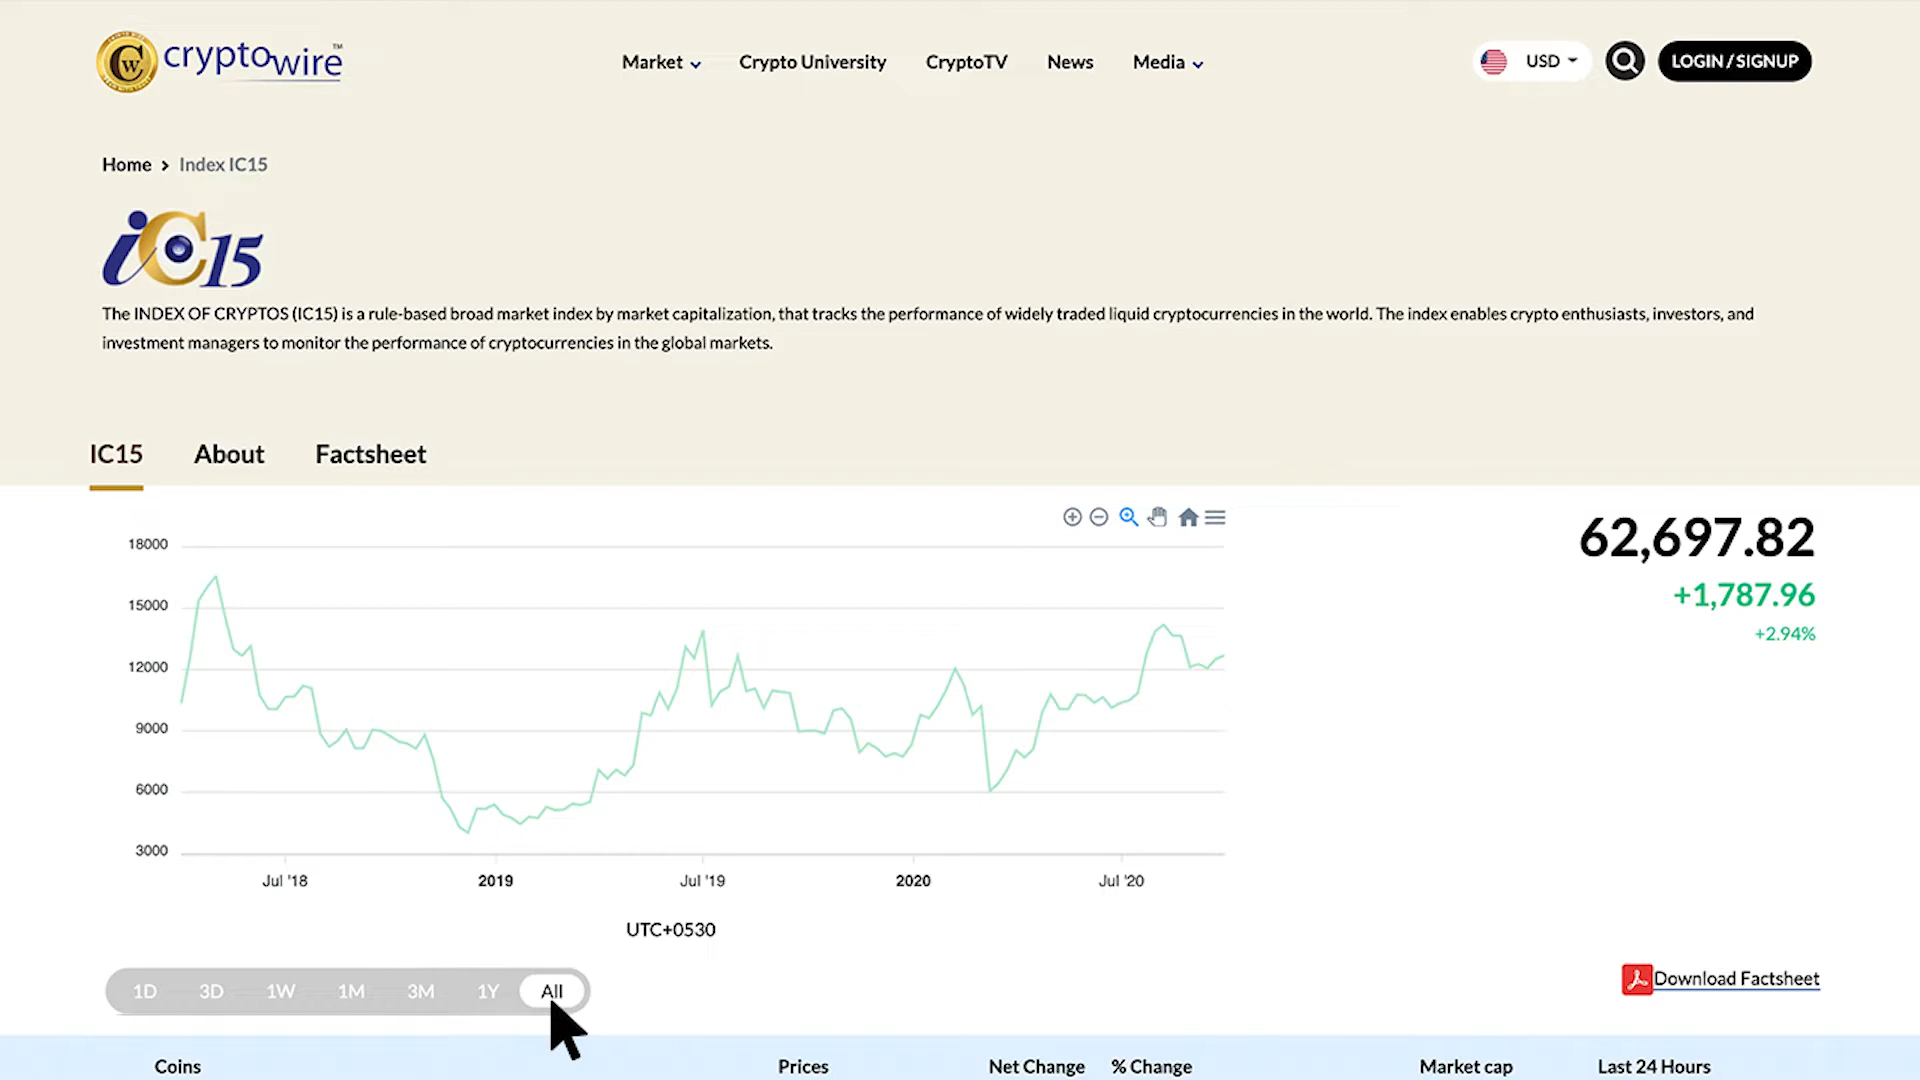 cryptowire™
Market
Crypto University
CryptoTV
News
Media
USD
LOGIN / SIGNUP
Home > Index IC15
iC15
The INDEX OF CRYPTOS (IC15) is a rule-based broad market index by market capitalization, that tracks the performance of widely traded liquid cryptocurrencies in the world. The index enables crypto enthusiasts, investors, and
investment managers to monitor the performance of cryptocurrencies in the global markets.
IC15
About
Factsheet
62,697.82
+1,787.96
+2.94%
18000
15000
12000
9000
6000
3000
Jul '18
2019
Jul '19
2020
Jul '20
UTC+0530
1D
3D
1W
1M
3M
1Y
All
Download Factsheet
Coins
Prices
Net Change
% Change
Market cap
Last 24 Hours